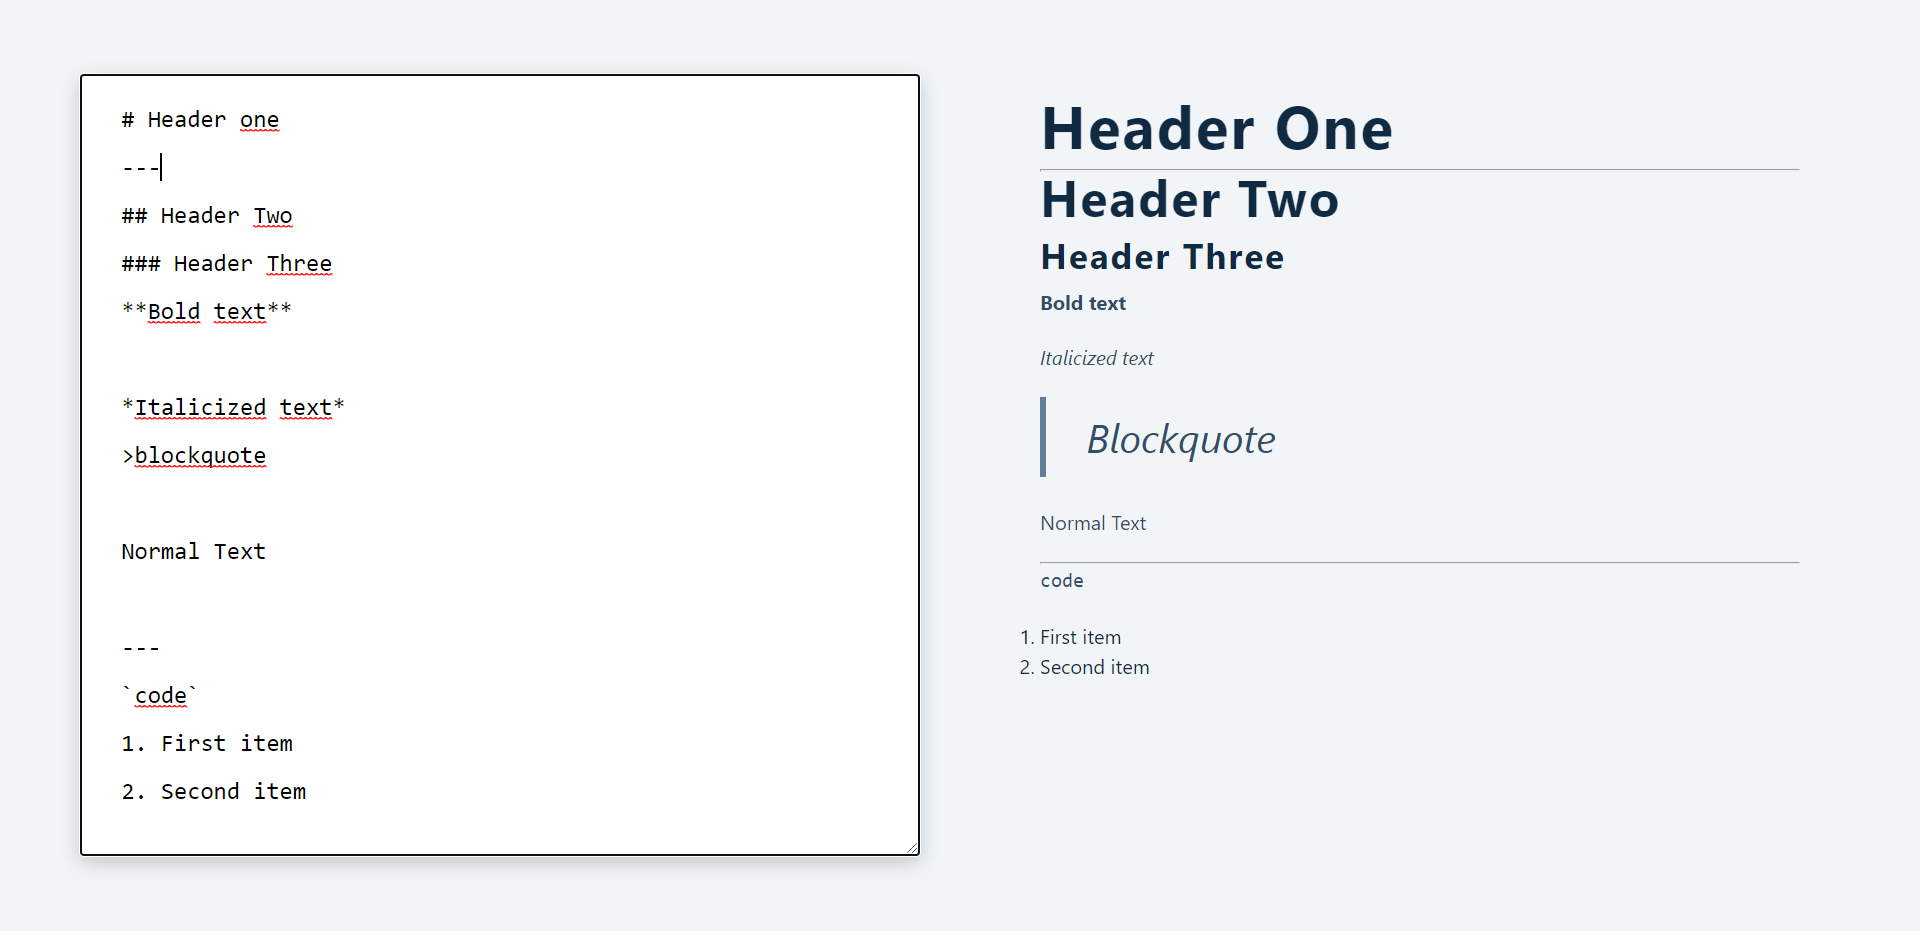 # Header one
---
## Header Two
### Header Three
**Bold text**
*Italicized text*
>blockquote
Normal Text
---
`code`
1. First item
2. Second item
Header One
Header Two
Header Three
Bold text
Italicized text
Blockquote
Normal Text
code
1. First item
2. Second item